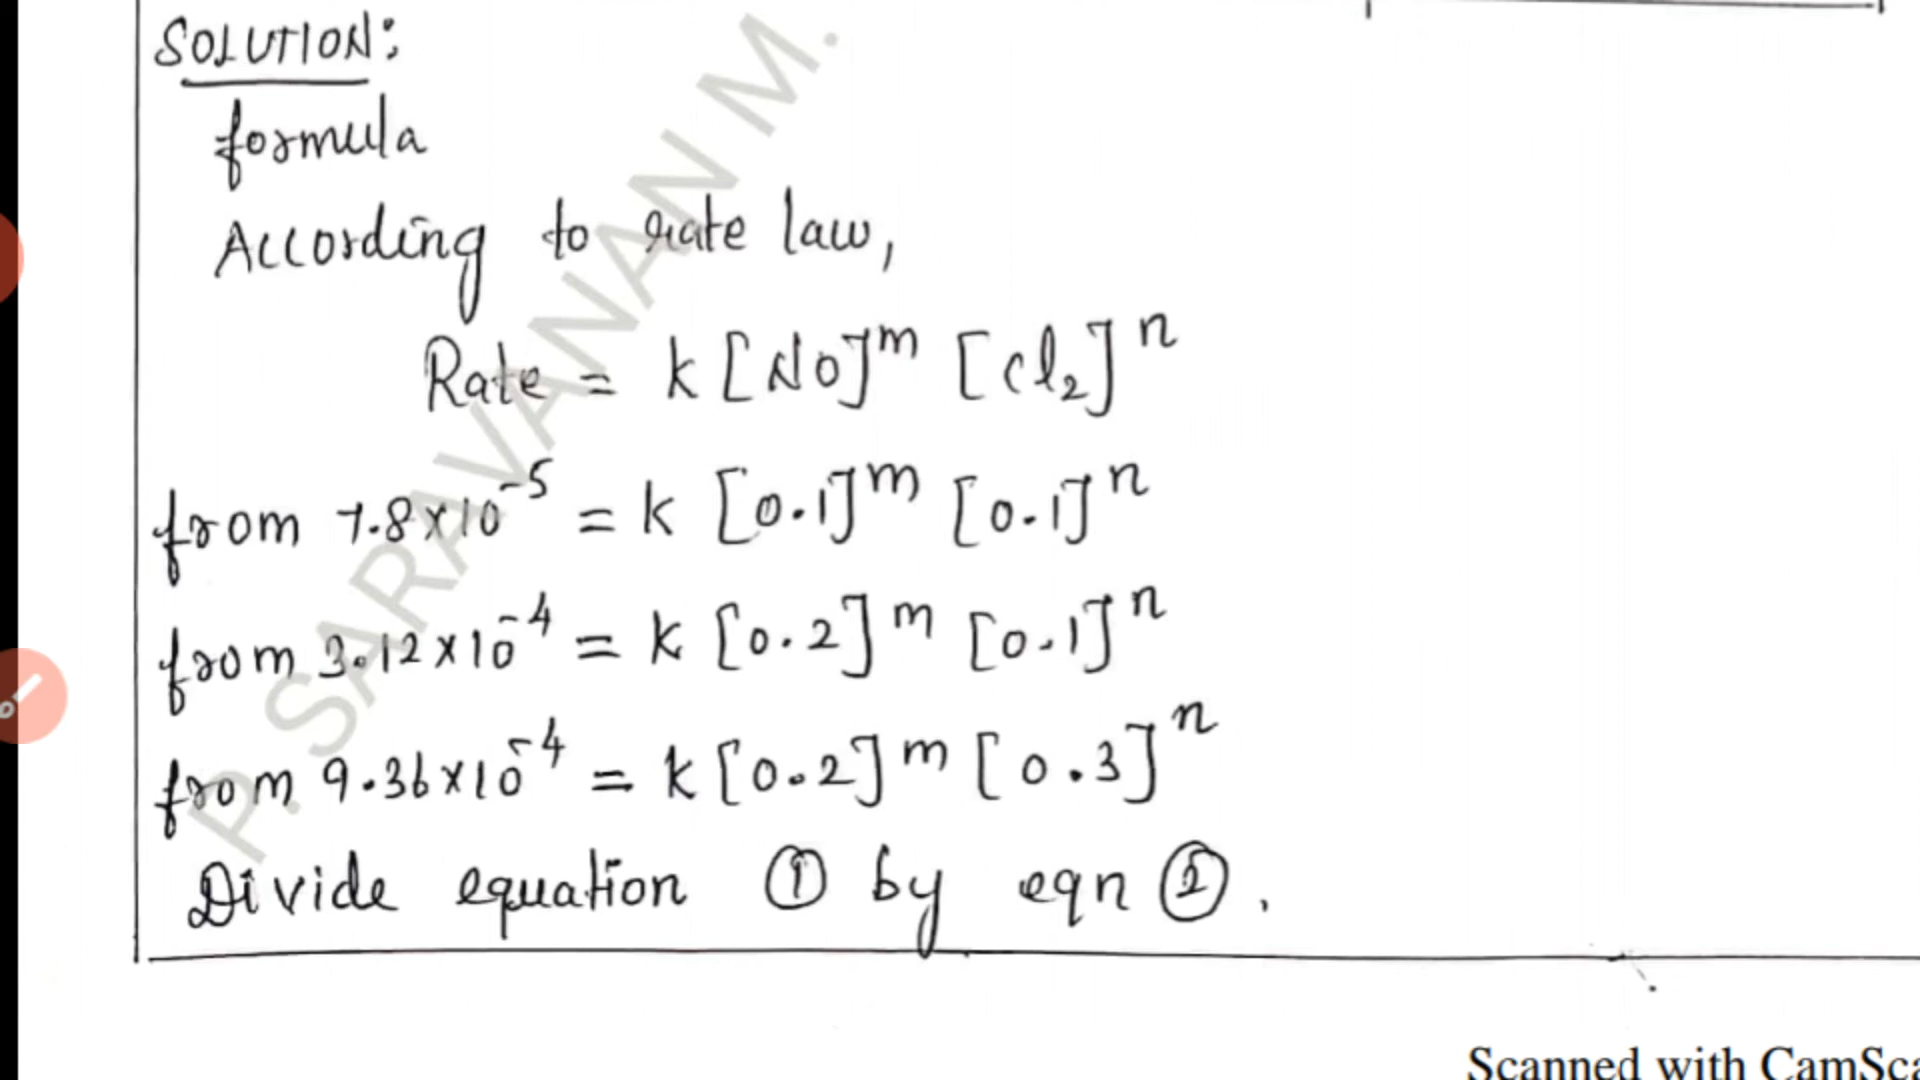 SOLUTION:
formula
According to rate law,
Rate = k [NO]ᵐ [Cl₂]ⁿ
from 7.8×10⁻⁵ = k [0.1]ᵐ [0.1]ⁿ
from 3.12×10⁻⁴ = k [0.2]ᵐ [0.1]ⁿ
from 9.36×10⁻⁴ = k [0.2]ᵐ [0.3]ⁿ
Divide equation ① by eqn ②.
P. SARAVANAN M.
Scanned with CamSca